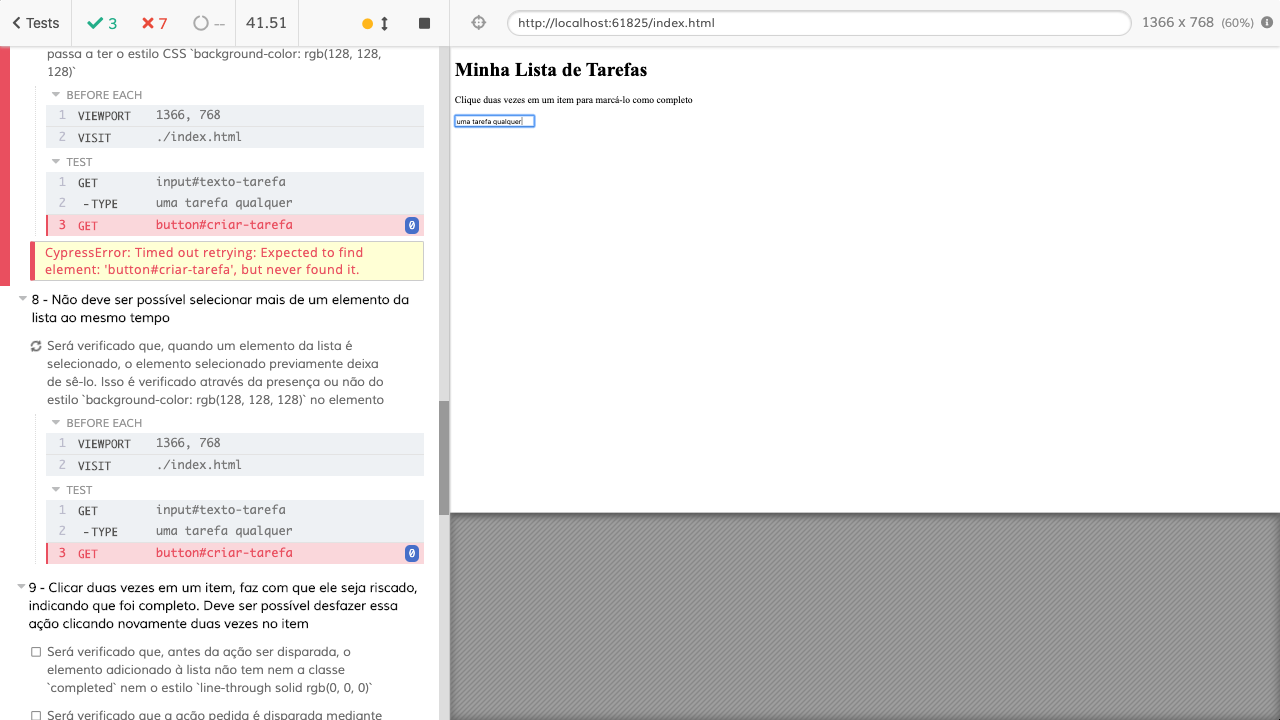 Tests 3 7 -- 41.51
http://localhost:61825/index.html 1366 x 768 (60%)
passa a ter o estilo CSS `background-color: rgb(128, 128,
128)`
BEFORE EACH
1 VIEWPORT 1366, 768
2 VISIT ./index.html
TEST
1 GET input#texto-tarefa
2 -TYPE uma tarefa qualquer
3 GET button#criar-tarefa 0
CypressError: Timed out retrying: Expected to find
element: 'button#criar-tarefa', but never found it.
8 - Não deve ser possível selecionar mais de um elemento da
lista ao mesmo tempo
Será verificado que, quando um elemento da lista é
selecionado, o elemento selecionado previamente deixa
de sê-lo. Isso é verificado através da presença ou não do
estilo `background-color: rgb(128, 128, 128)` no elemento
BEFORE EACH
1 VIEWPORT 1366, 768
2 VISIT ./index.html
TEST
1 GET input#texto-tarefa
2 -TYPE uma tarefa qualquer
3 GET button#criar-tarefa 0
9 - Clicar duas vezes em um item, faz com que ele seja riscado,
indicando que foi completo. Deve ser possível desfazer essa
ação clicando novamente duas vezes no item
Será verificado que, antes da ação ser disparada, o
elemento adicionado à lista não tem nem a classe
`completed` nem o estilo `line-through solid rgb(0, 0, 0)`
Será verificado que a ação pedida é disparada mediante
Minha Lista de Tarefas
Clique duas vezes em um item para marcá-lo como completo
uma tarefa qualquer